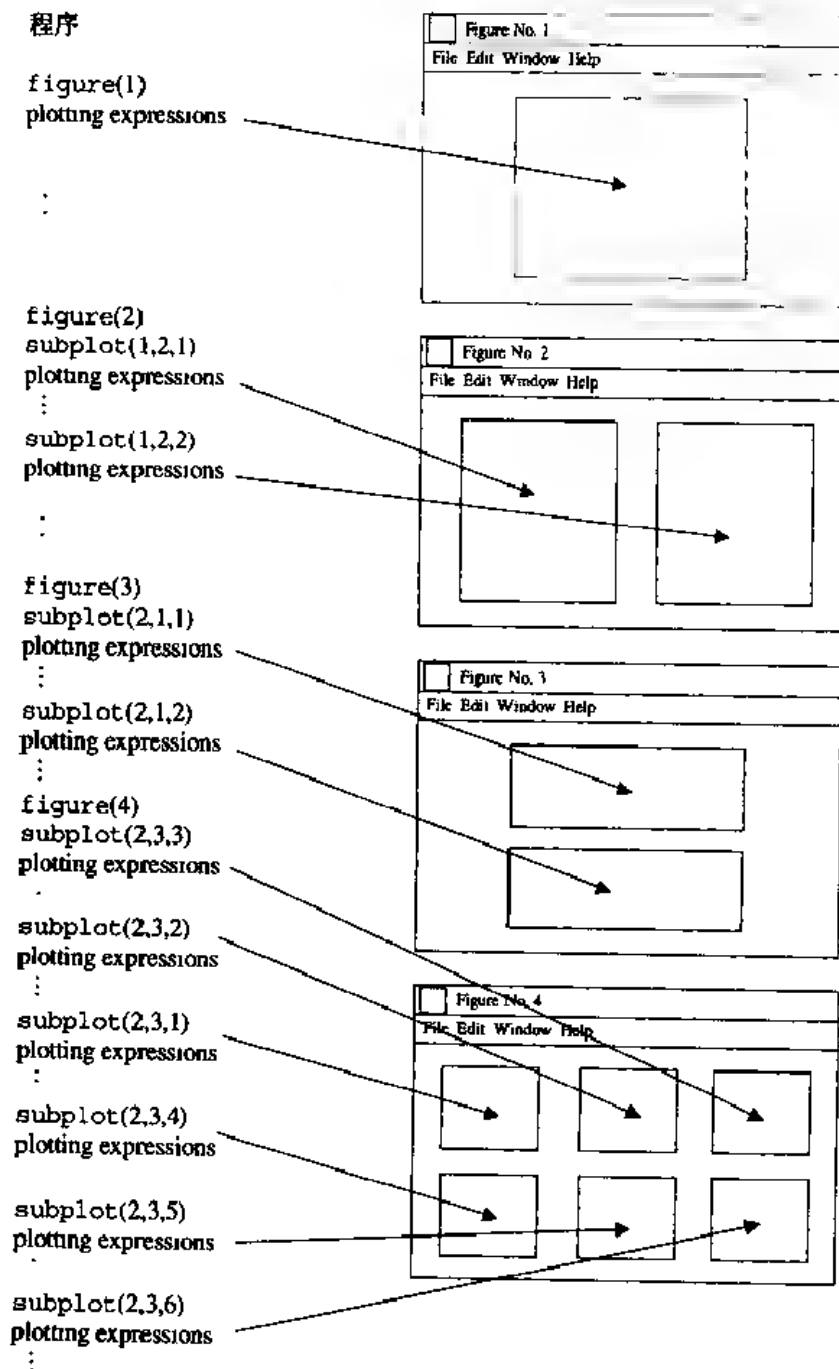 程序
figure(1)
plotting expressions
⋮
figure(2)
subplot(1,2,1)
plotting expressions
⋮
subplot(1,2,2)
plotting expressions
⋮
figure(3)
subplot(2,1,1)
plotting expressions
⋮
subplot(2,1,2)
plotting expressions
⋮
figure(4)
subplot(2,3,3)
plotting expressions
⋮
subplot(2,3,2)
plotting expressions
⋮
subplot(2,3,1)
plotting expressions
⋮
subplot(2,3,4)
plotting expressions
subplot(2,3,5)
plotting expressions
⋮
subplot(2,3,6)
plotting expressions
⋮
Figure No. 1
File Edit Window Help
Figure No. 2
File Edit Window Help
Figure No. 3
File Edit Window Help
Figure No. 4
File Edit Window Help